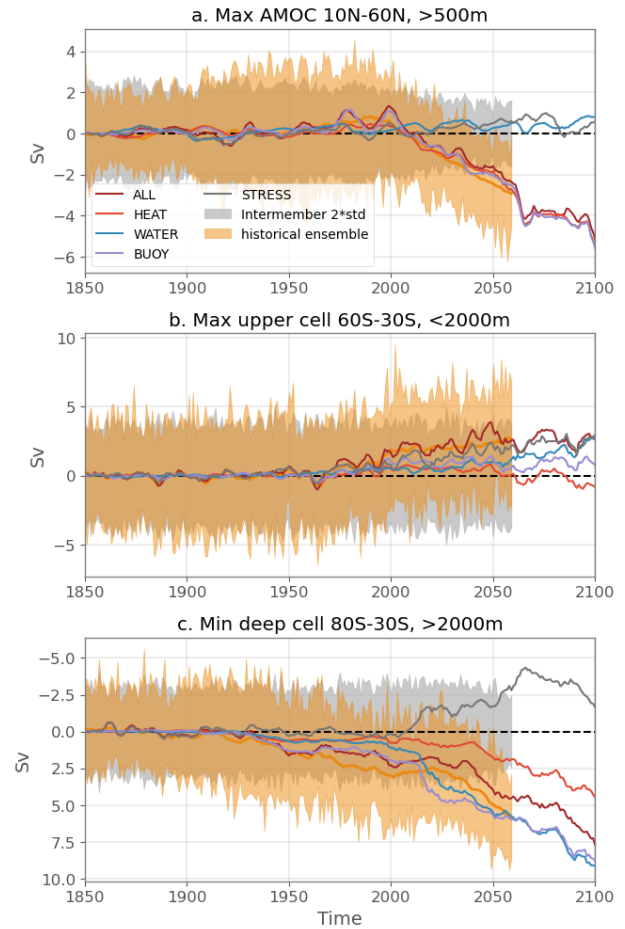 a. Max AMOC 10N-60N, >500m
4
2
0
−2
−4
−6
Sv
ALL
HEAT
WATER
BUOY
STRESS
Intermember 2*std
historical ensemble
1850 1900 1950 2000 2050 2100
b. Max upper cell 60S-30S, <2000m
10
5
0
−5
Sv
1850 1900 1950 2000 2050 2100
c. Min deep cell 80S-30S, >2000m
−5.0
−2.5
0.0
2.5
5.0
7.5
10.0
Sv
1850 1900 1950 2000 2050 2100
Time